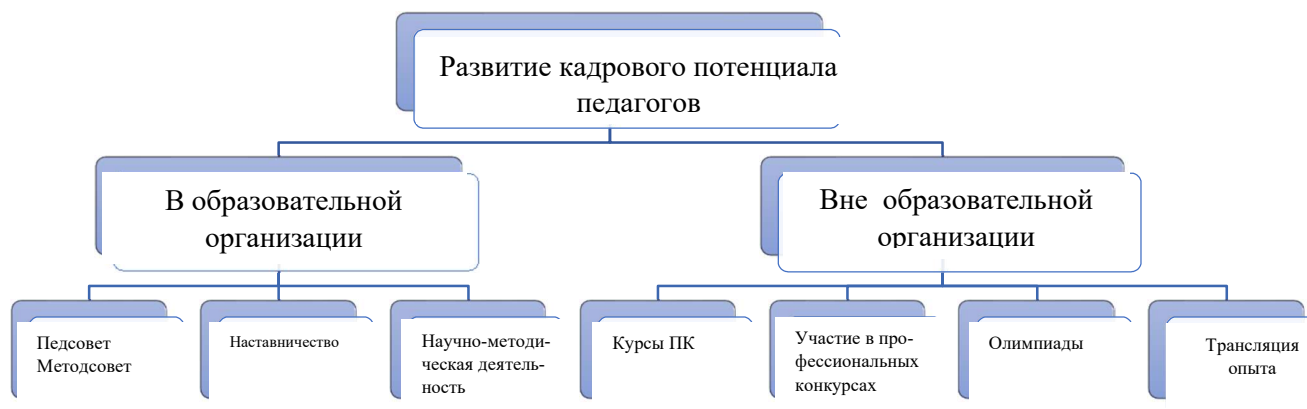 Развитие кадрового потенциала
педагогов
В образовательной
организации
Вне образовательной
организации
Педсовет
Методсовет
Наставничество
Научно-методи-
ческая деятель-
ность
Курсы ПК
Участие в про-
фессиональных
конкурсах
Олимпиады
Трансляция
опыта